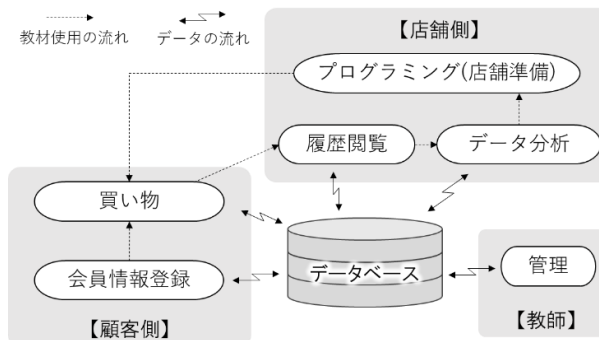 教材使用の流れ
データの流れ
【店舗側】
プログラミング(店舗準備)
履歴閲覧
データ分析
買い物
会員情報登録
【顧客側】
データベース
管理
【教師】